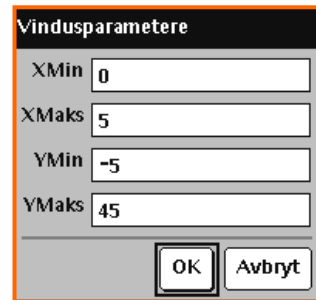 Vindusparametere
XMin 0
XMaks 5
YMin -5
YMaks 45
OK Avbryt